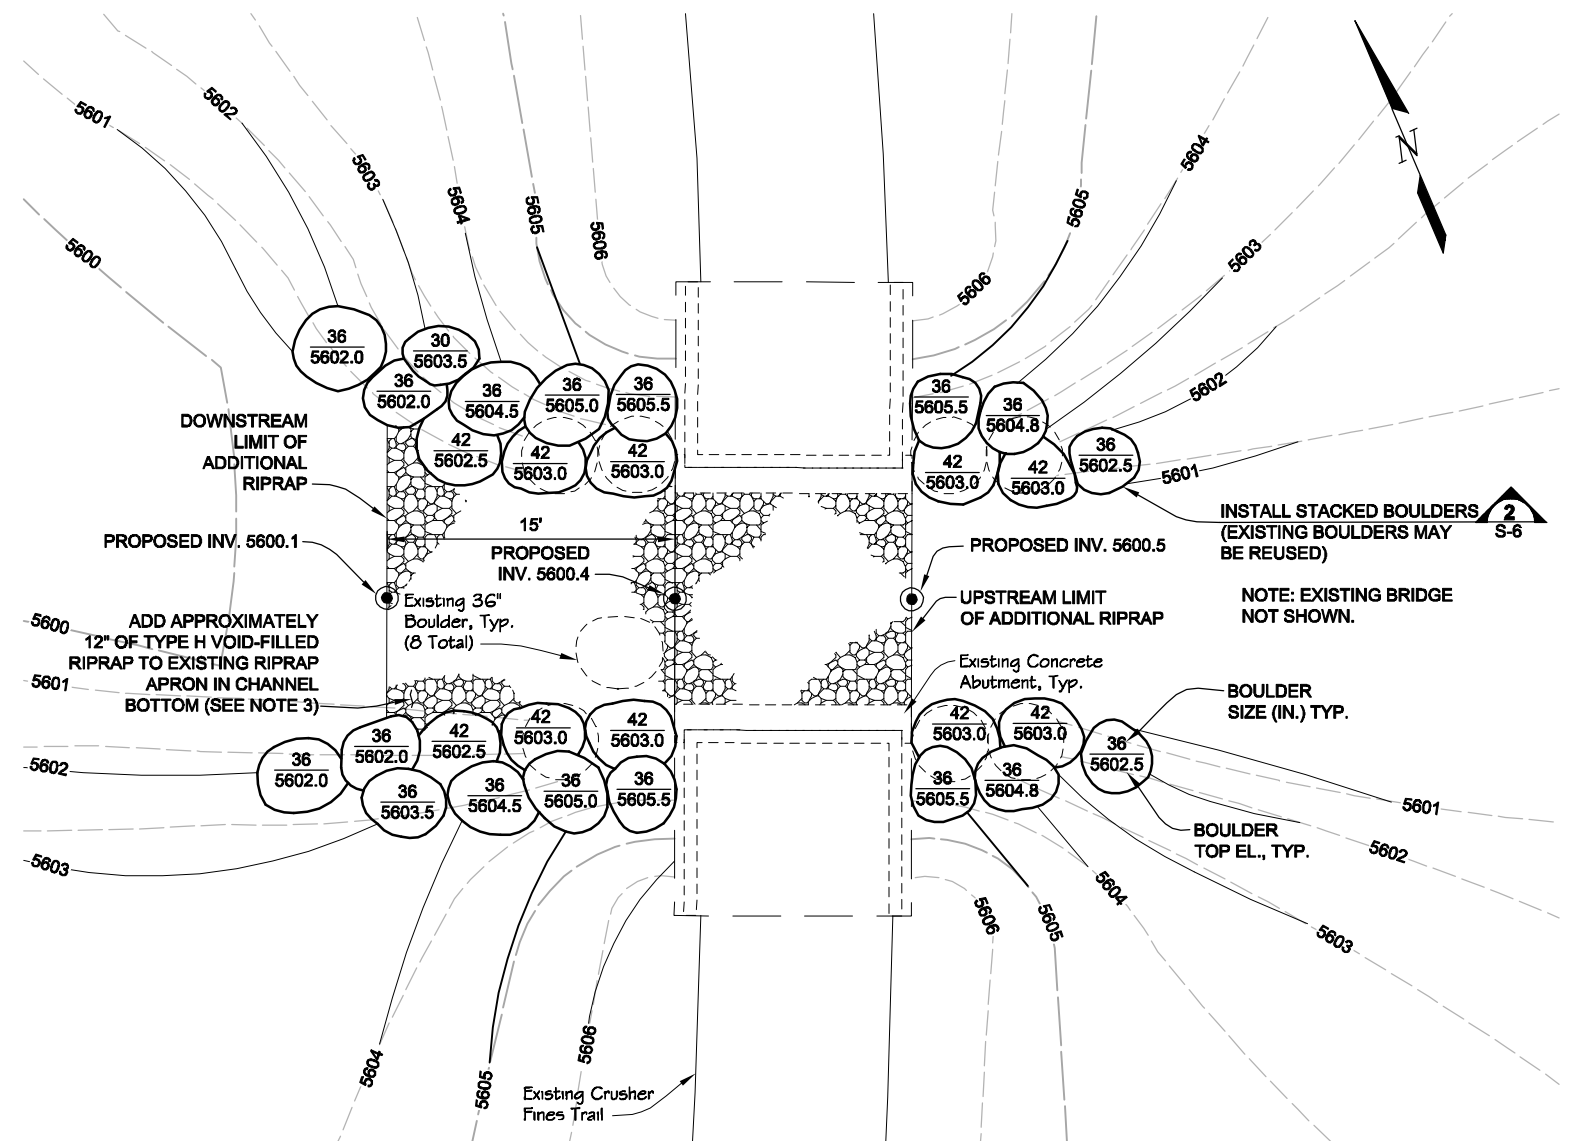 5601
5602
5603
5604
5605
5606
5600
5606
5605
5604
5603
5602
5601
N
36
5602.0
30
5603.5
36
5602.0
36
5604.5
36
5605.0
36
5605.5
42
5602.5
42
5603.0
42
5603.0
36
5605.5
36
5604.8
42
5603.0
42
5603.0
36
5602.5
DOWNSTREAM
LIMIT OF
ADDITIONAL
RIPRAP
15'
PROPOSED INV. 5600.1
PROPOSED
INV. 5600.4
PROPOSED INV. 5600.5
INSTALL STACKED BOULDERS
(EXISTING BOULDERS MAY
BE REUSED)
2
S-6
NOTE: EXISTING BRIDGE
NOT SHOWN.
Existing 36"
Boulder, Typ.
(8 Total)
UPSTREAM LIMIT
OF ADDITIONAL RIPRAP
ADD APPROXIMATELY
12" OF TYPE H VOID-FILLED
RIPRAP TO EXISTING RIPRAP
APRON IN CHANNEL
BOTTOM (SEE NOTE 3)
Existing Concrete
Abutment, Typ.
BOULDER
SIZE (IN.) TYP.
5600
5601
5602
5603
36
5602.0
36
5602.0
42
5602.5
42
5603.0
42
5603.0
36
5603.5
36
5604.5
36
5605.0
36
5605.5
42
5603.0
42
5603.0
36
5602.5
36
5605.5
36
5604.8
BOULDER
TOP EL., TYP.
5601
5602
5603
5604
5605
5606
5604
5605
5606
Existing Crusher
Fines Trail